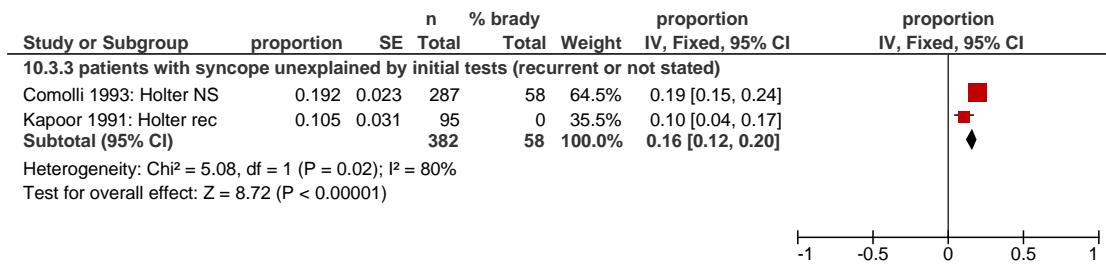 n % brady proportion proportion
Study or Subgroup proportion SE Total Total Weight IV, Fixed, 95% CI IV, Fixed, 95% CI
10.3.3 patients with syncope unexplained by initial tests (recurrent or not stated)
Comolli 1993: Holter NS 0.192 0.023 287 58 64.5% 0.19 [0.15, 0.24]
Kapoor 1991: Holter rec 0.105 0.031 95 0 35.5% 0.10 [0.04, 0.17]
Subtotal (95% CI) 382 58 100.0% 0.16 [0.12, 0.20]
Heterogeneity: Chi² = 5.08, df = 1 (P = 0.02); I² = 80%
Test for overall effect: Z = 8.72 (P < 0.00001)
-1 -0.5 0 0.5 1